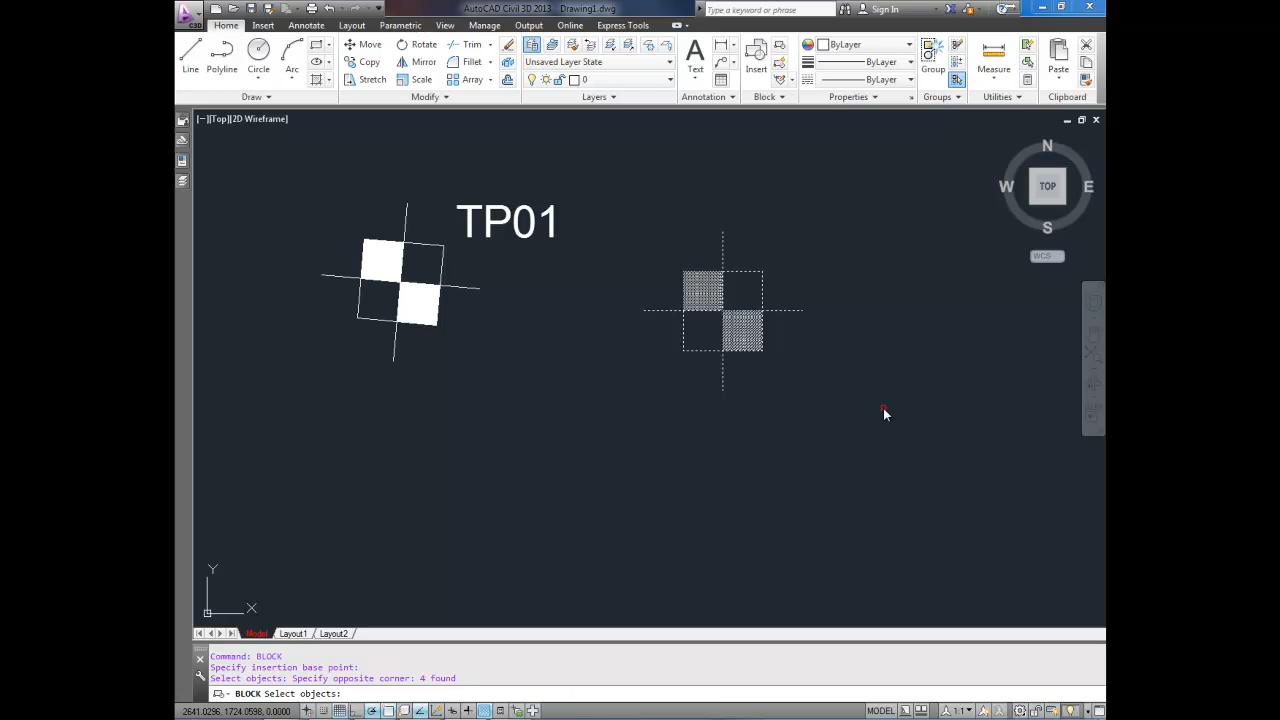 AutoCAD Civil 3D 2013 Drawing1.dwg
Type a keyword or phrase
Sign In
C3D
Home Insert Annotate Layout Parametric View Manage Output Online Express Tools
Line Polyline Circle Arc
Move Rotate Trim
Copy Mirror Fillet
Stretch Scale Array
Unsaved Layer State
0
Text
Insert
ByLayer
ByLayer
ByLayer
Group
Measure
Paste
Draw Modify Layers Annotation Block Properties Groups Utilities Clipboard
[−][Top][2D Wireframe]
TP01
N
W TOP E
S
WCS
Y
X
Model Layout1 Layout2
Command: BLOCK
Specify insertion base point:
Select objects: Specify opposite corner: 4 found
BLOCK Select objects:
2641.0296, 1724.0598, 0.0000
MODEL 1:1